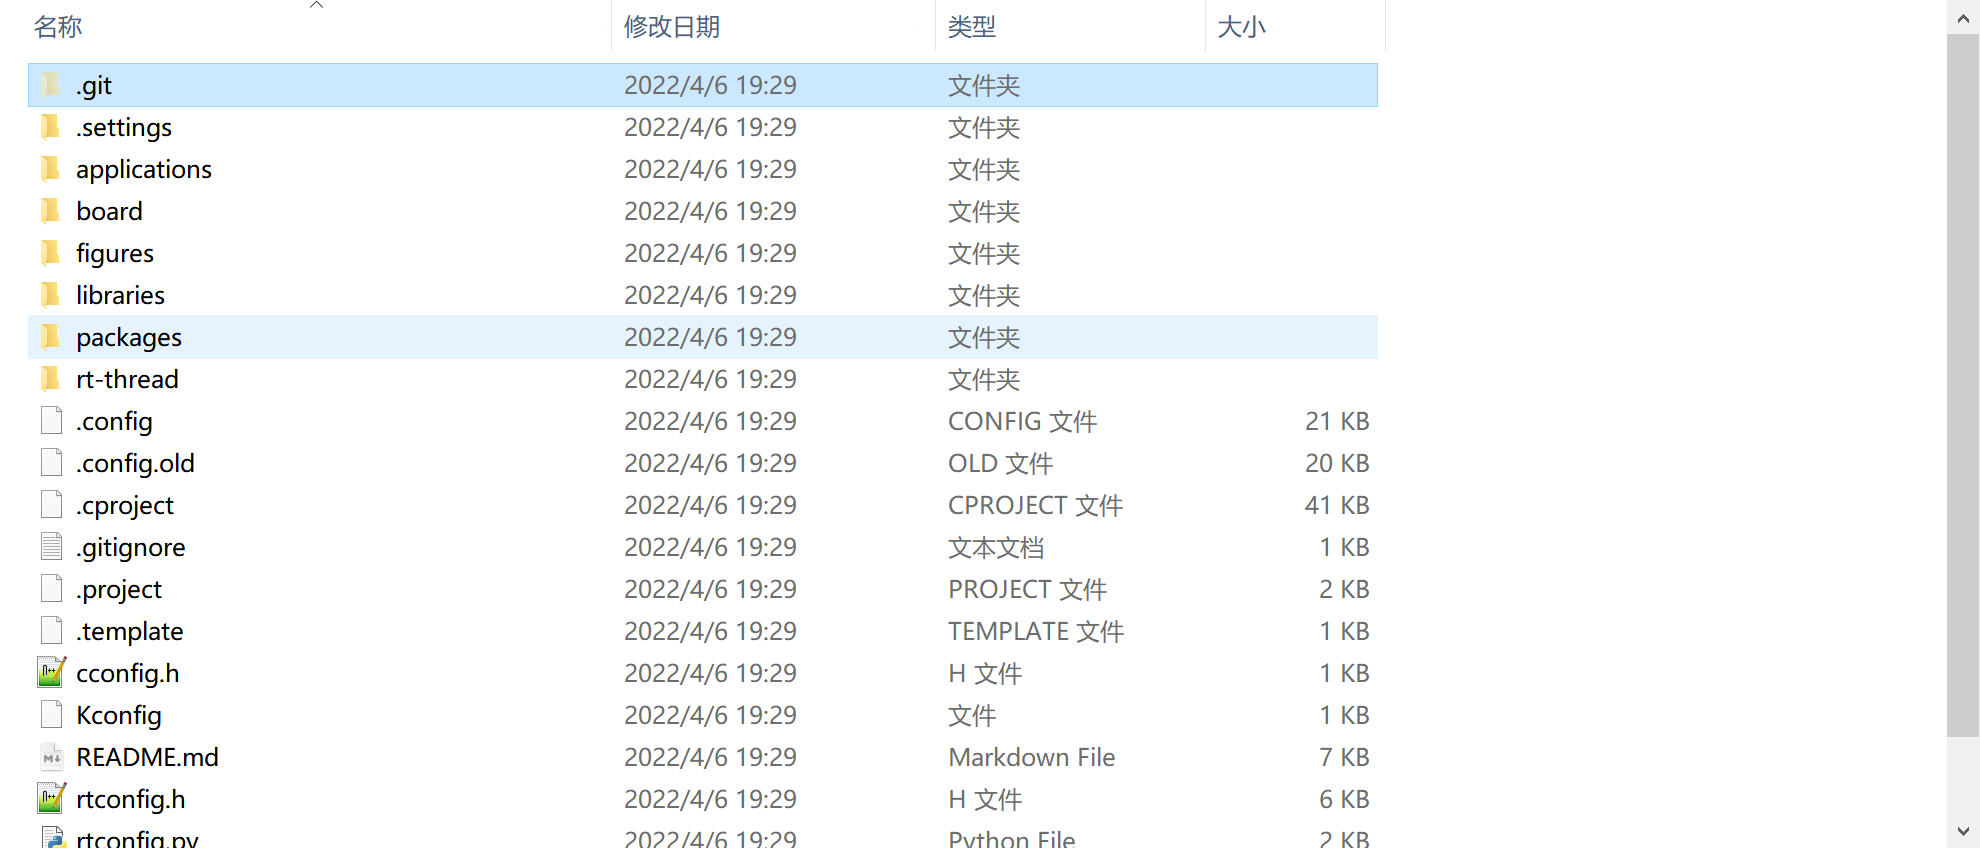 名称 修改日期 类型 大小
.git 2022/4/6 19:29 文件夹
.settings 2022/4/6 19:29 文件夹
applications 2022/4/6 19:29 文件夹
board 2022/4/6 19:29 文件夹
figures 2022/4/6 19:29 文件夹
libraries 2022/4/6 19:29 文件夹
packages 2022/4/6 19:29 文件夹
rt-thread 2022/4/6 19:29 文件夹
.config 2022/4/6 19:29 CONFIG 文件 21 KB
.config.old 2022/4/6 19:29 OLD 文件 20 KB
.cproject 2022/4/6 19:29 CPROJECT 文件 41 KB
.gitignore 2022/4/6 19:29 文本文档 1 KB
.project 2022/4/6 19:29 PROJECT 文件 2 KB
.template 2022/4/6 19:29 TEMPLATE 文件 1 KB
cconfig.h 2022/4/6 19:29 H 文件 1 KB
Kconfig 2022/4/6 19:29 文件 1 KB
README.md 2022/4/6 19:29 Markdown File 7 KB
rtconfig.h 2022/4/6 19:29 H 文件 6 KB
rtconfig.py 2022/4/6 19:29 Python File 2 KB